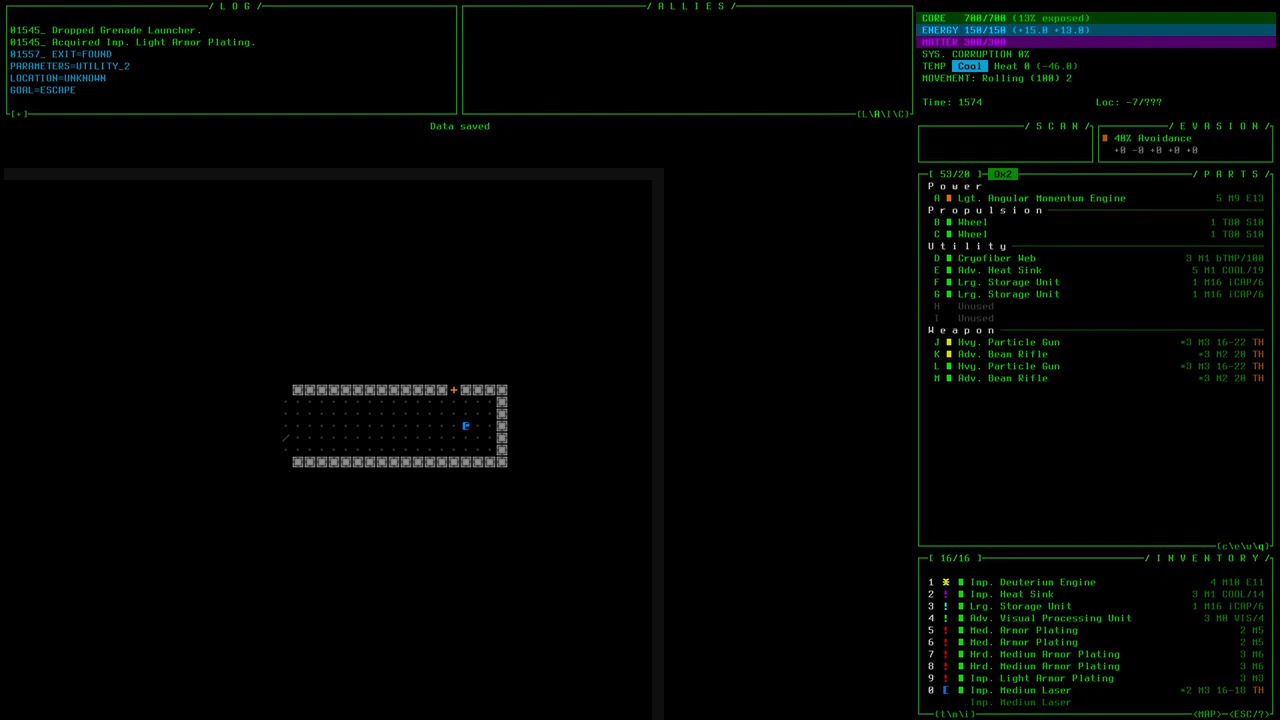 / L O G /
01545_ Dropped Grenade Launcher.
01545_ Acquired Imp. Light Armor Plating.
01557_ EXIT=FOUND
PARAMETERS=UTILITY_2
LOCATION=UNKNOWN
GOAL=ESCAPE
[+]
/ A L L I E S /
(L\A\I\C)
Data saved
CORE 700/700 (13% exposed)
ENERGY 150/150 (+15.0 +13.0)
MATTER 300/300
SYS. CORRUPTION 0%
TEMP Cool Heat 0 (-46.0)
MOVEMENT: Rolling (100) 2
Time: 1574 Loc: -7/???
/ S C A N /
/ E V A S I O N /
40% Avoidance
+0 -0 +0 +0 +0
[ 53/20 ] 0x2 / P A R T S /
Power
A Lgt. Angular Momentum Engine 5 M9 E13
Propulsion
B Wheel 1 T80 S10
C Wheel 1 T80 S10
Utility
D Cryofiber Web 3 M1 bTMP/100
E Adv. Heat Sink 5 M1 COOL/19
F Lrg. Storage Unit 1 M16 iCAP/6
G Lrg. Storage Unit 1 M16 iCAP/6
H Unused
I Unused
Weapon
J Hvy. Particle Gun *3 M3 16-22 TH
K Adv. Beam Rifle *3 M2 20 TH
L Hvy. Particle Gun *3 M3 16-22 TH
M Adv. Beam Rifle *3 M2 20 TH
(c\e\w\q)
[ 16/16 ] / I N V E N T O R Y /
1 Imp. Deuterium Engine 4 M10 E11
2 Imp. Heat Sink 3 M1 COOL/14
3 Lrg. Storage Unit 1 M16 iCAP/6
4 Adv. Visual Processing Unit 3 M0 VIS/4
5 Med. Armor Plating 2 M5
6 Med. Armor Plating 2 M5
7 Hrd. Medium Armor Plating 3 M6
8 Hrd. Medium Armor Plating 3 M6
9 Imp. Light Armor Plating 3 M3
0 Imp. Medium Laser *2 M3 16-18 TH
Imp. Medium Laser
(t\m\i) <MAP> <ESC/?>